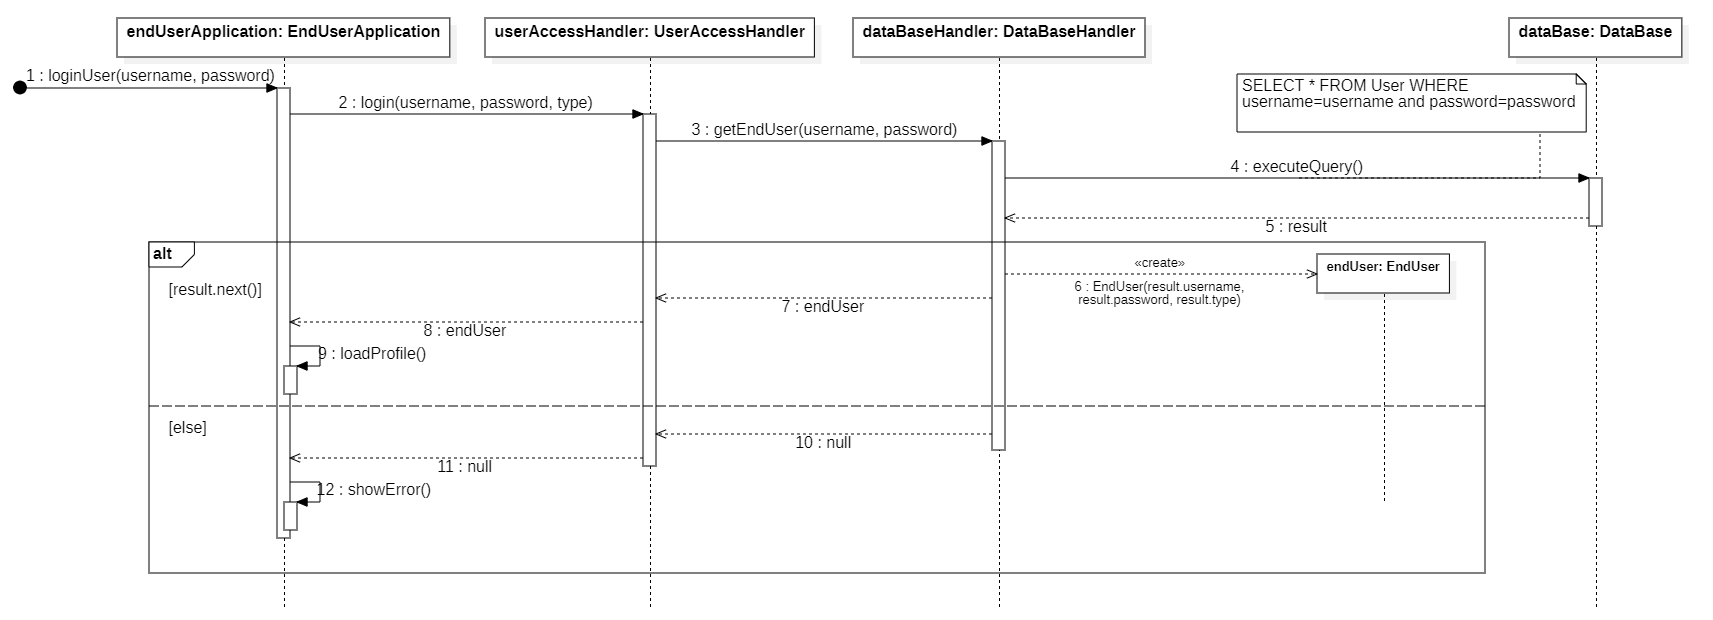 endUserApplication: EndUserApplication
userAccessHandler: UserAccessHandler
dataBaseHandler: DataBaseHandler
dataBase: DataBase
1 : loginUser(username, password)
SELECT * FROM User WHERE
username=username and password=password
2 : login(username, password, type)
3 : getEndUser(username, password)
4 : executeQuery()
5 : result
alt
[result.next()]
«create»
endUser: EndUser
6 : EndUser(result.username,
result.password, result.type)
7 : endUser
8 : endUser
9 : loadProfile()
[else]
10 : null
11 : null
12 : showError()